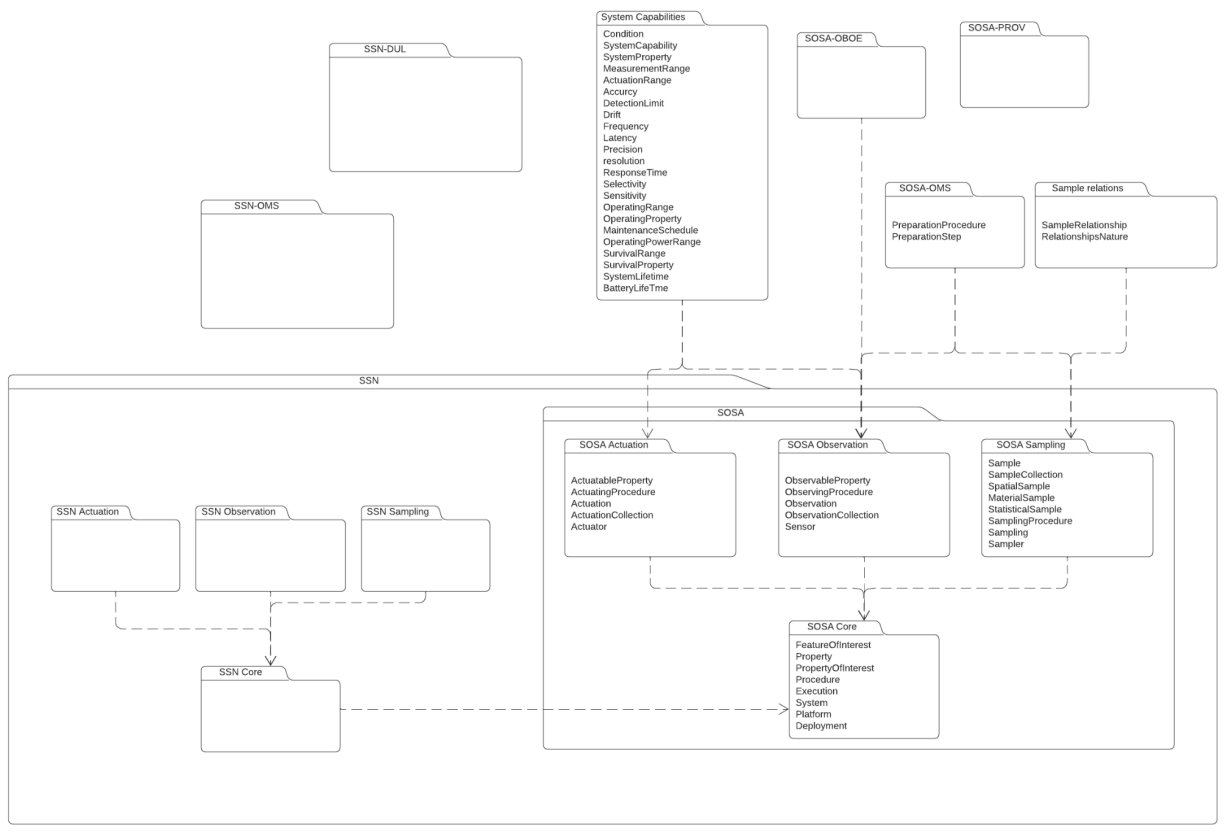 System Capabilities
Condition
SystemCapability
SystemProperty
MeasurementRange
ActuationRange
Accurcy
DetectionLimit
Drift
Frequency
Latency
Precision
resolution
ResponseTime
Selectivity
Sensitivity
OperatingRange
OperatingProperty
MaintenanceSchedule
OperatingPowerRange
SurvivalRange
SurvivalProperty
SystemLifetime
BatteryLifeTme
SOSA-OBOE
SOSA-PROV
SSN-DUL
SSN-OMS
SOSA-OMS
PreparationProcedure
PreparationStep
Sample relations
SampleRelationship
RelationshipsNature
SSN
SOSA
SOSA Actuation
ActuatableProperty
ActuatingProcedure
Actuation
ActuationCollection
Actuator
SOSA Observation
ObservableProperty
ObservingProcedure
Observation
ObservationCollection
Sensor
SOSA Sampling
Sample
SampleCollection
SpatialSample
MaterialSample
StatisticalSample
SamplingProcedure
Sampling
Sampler
SSN Actuation
SSN Observation
SSN Sampling
SSN Core
SOSA Core
FeatureOfInterest
Property
PropertyOfInterest
Procedure
Execution
System
Platform
Deployment